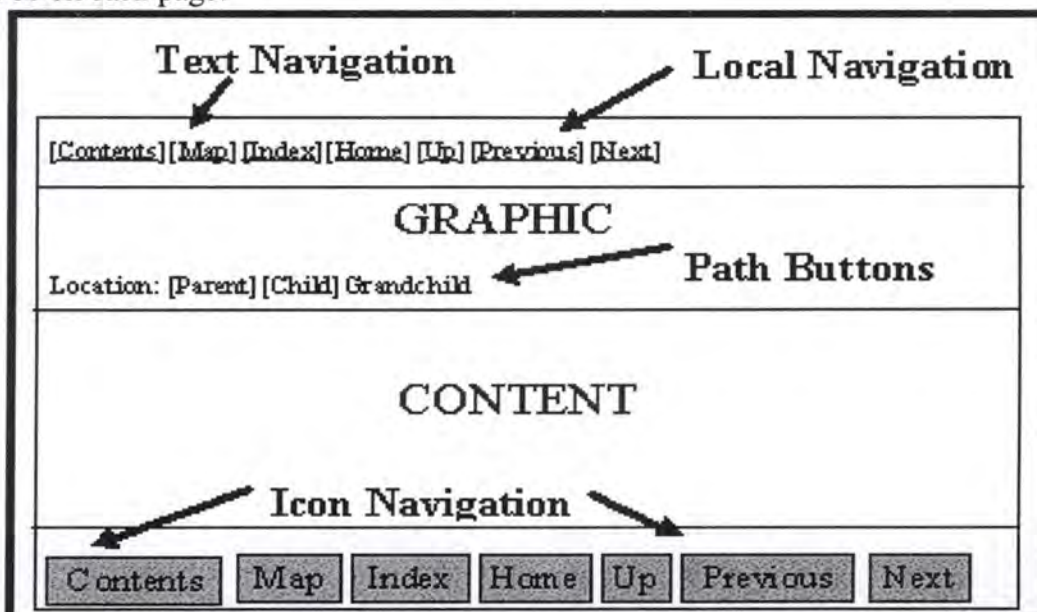 Text Navigation
Local Navigation
[Contents] [Map] [Index] [Home] [Up] [Previous] [Next]
GRAPHIC
Path Buttons
Location: [Parent] [Child] Grandchild
CONTENT
Icon Navigation
Contents Map Index Home Up Previous Next